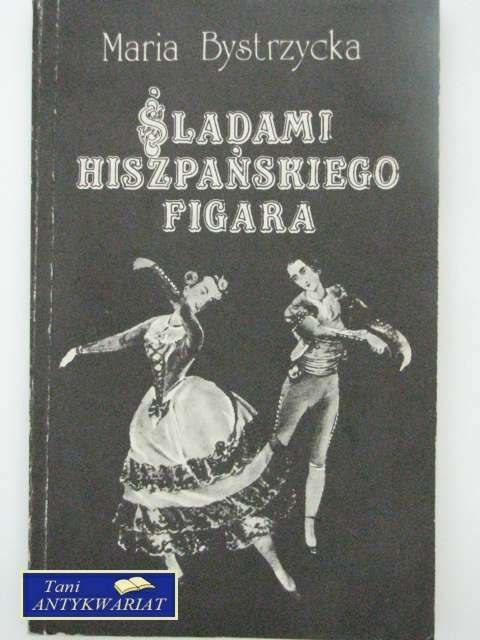 Maria Bystrzycka
ŚLADAMI
HISZPAŃSKIEGO
FIGARA
Tani
ANTYKWARIAT